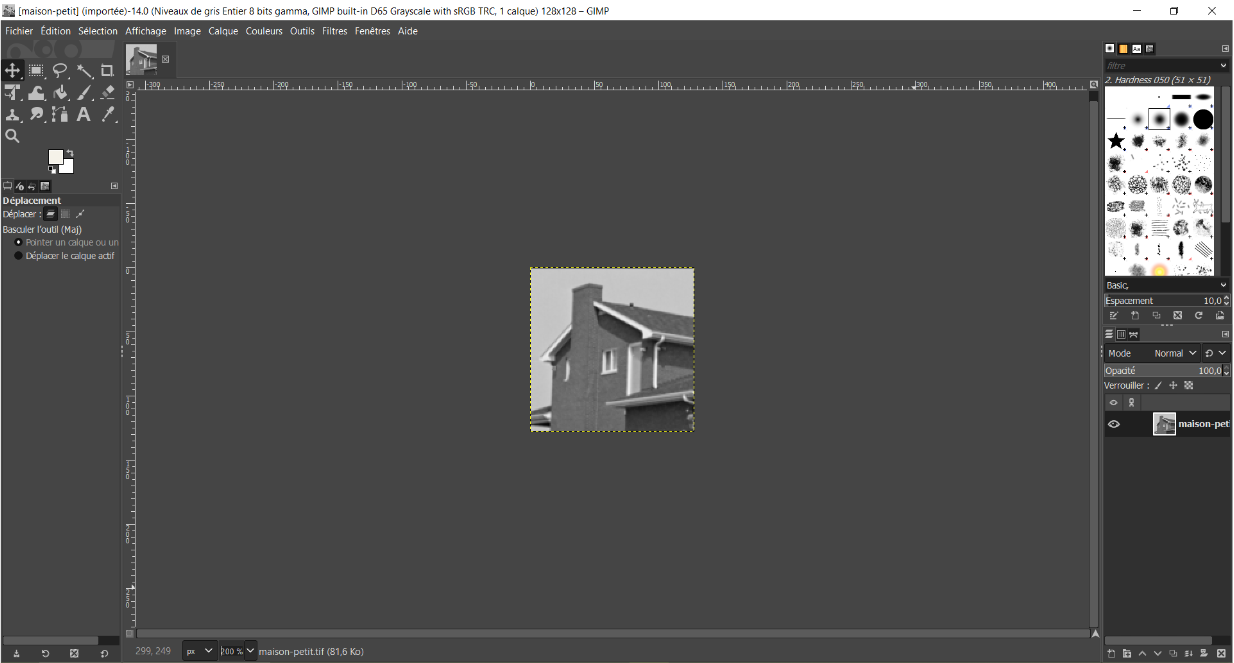 [maison-petit] (importée)-14.0 (Niveaux de gris Entier 8 bits gamma, GIMP built-in D65 Grayscale with sRGB TRC, 1 calque) 128x128 – GIMP
Fichier Édition Sélection Affichage Image Calque Couleurs Outils Filtres Fenêtres Aide
-300 -250 -200 -150 -100 -50 0 50 100 150 200 250 300 350 400
Déplacement
Déplacer :
Basculer l'outil (Maj)
Pointer un calque ou un
Déplacer le calque actif
299, 249 px 200 % maison-petit.tif (81,6 Ko)
filtre
2. Hardness 050 (51 × 51)
Basic,
Espacement 10,0
Mode Normal
Opacité 100,0
Verrouiller :
maison-pet